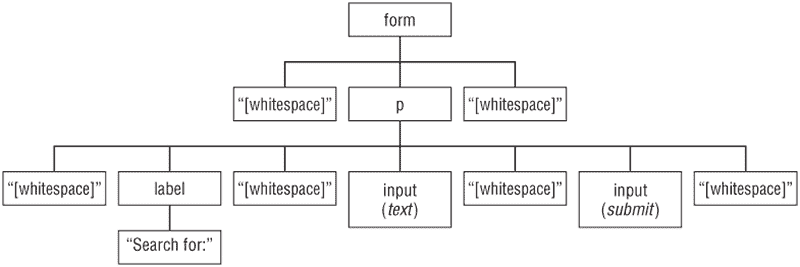 form
“[whitespace]”
p
“[whitespace]”
“[whitespace]”
label
“[whitespace]”
input
(text)
“[whitespace]”
input
(submit)
“[whitespace]”
“Search for:”